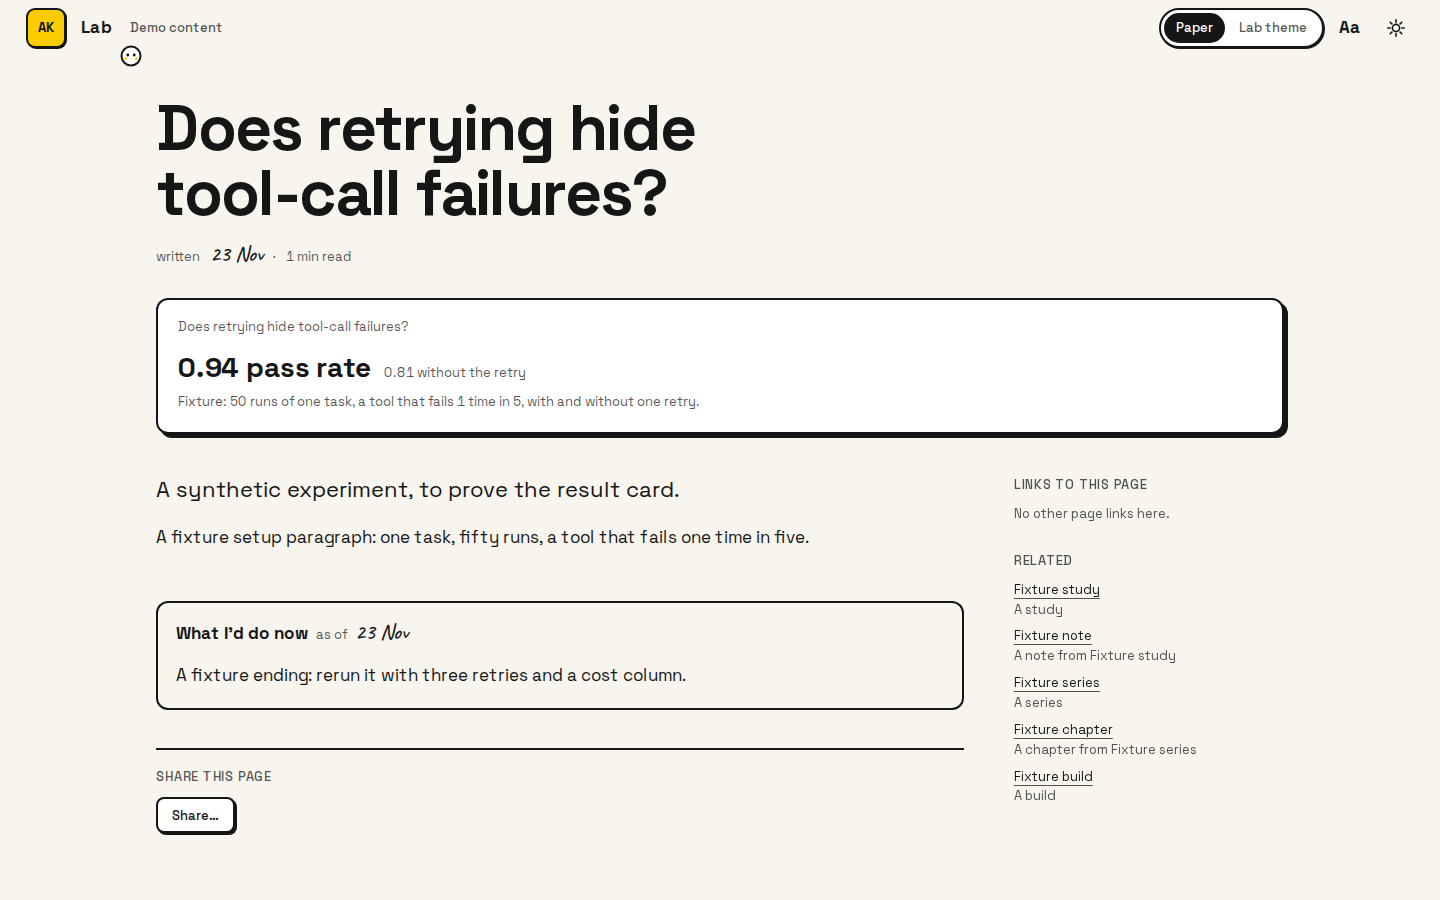 AK Lab Demo content Paper Lab theme Aa
Does retrying hide
tool-call failures?
written 23 Nov · 1 min read
Does retrying hide tool-call failures?
0.94 pass rate 0.81 without the retry
Fixture: 50 runs of one task, a tool that fails 1 time in 5, with and without one retry.
A synthetic experiment, to prove the result card.
A fixture setup paragraph: one task, fifty runs, a tool that fails one time in five.
What I'd do now as of 23 Nov
A fixture ending: rerun it with three retries and a cost column.
SHARE THIS PAGE
Share…
LINKS TO THIS PAGE
No other page links here.
RELATED
Fixture study
A study
Fixture note
A note from Fixture study
Fixture series
A series
Fixture chapter
A chapter from Fixture series
Fixture build
A build